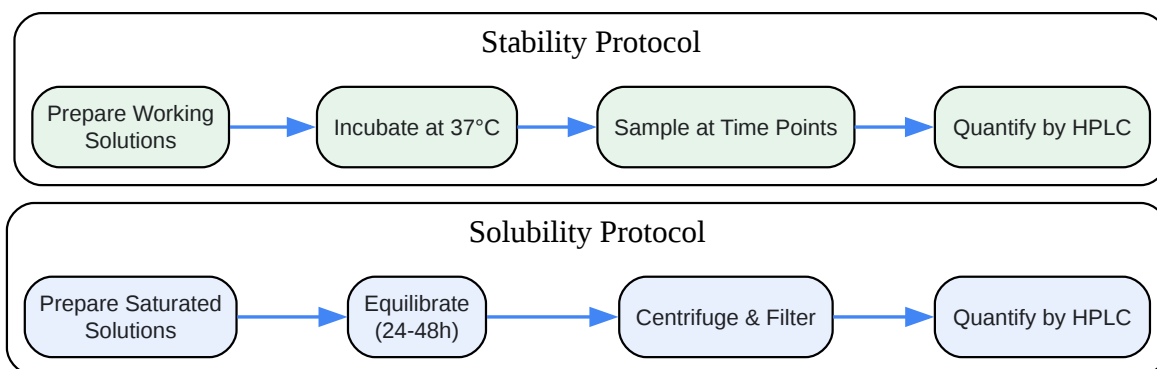 Stability Protocol
Prepare Working
Solutions
Incubate at 37°C
Sample at Time Points
Quantify by HPLC
Solubility Protocol
Prepare Saturated
Solutions
Equilibrate
(24-48h)
Centrifuge & Filter
Quantify by HPLC